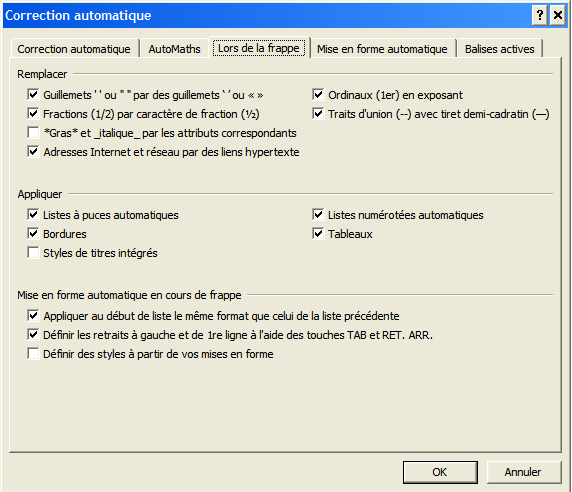 Correction automatique
Correction automatique AutoMaths Lors de la frappe Mise en forme automatique Balises actives
Remplacer
Guillemets ' ' ou " " par des guillemets ‘ ’ ou « »
Ordinaux (1er) en exposant
Fractions (1/2) par caractère de fraction (½)
Traits d'union (--) avec tiret demi-cadratin (—)
*Gras* et _italique_ par les attributs correspondants
Adresses Internet et réseau par des liens hypertexte
Appliquer
Listes à puces automatiques
Listes numérotées automatiques
Bordures
Tableaux
Styles de titres intégrés
Mise en forme automatique en cours de frappe
Appliquer au début de liste le même format que celui de la liste précédente
Définir les retraits à gauche et de 1re ligne à l'aide des touches TAB et RET. ARR.
Définir des styles à partir de vos mises en forme
OK Annuler